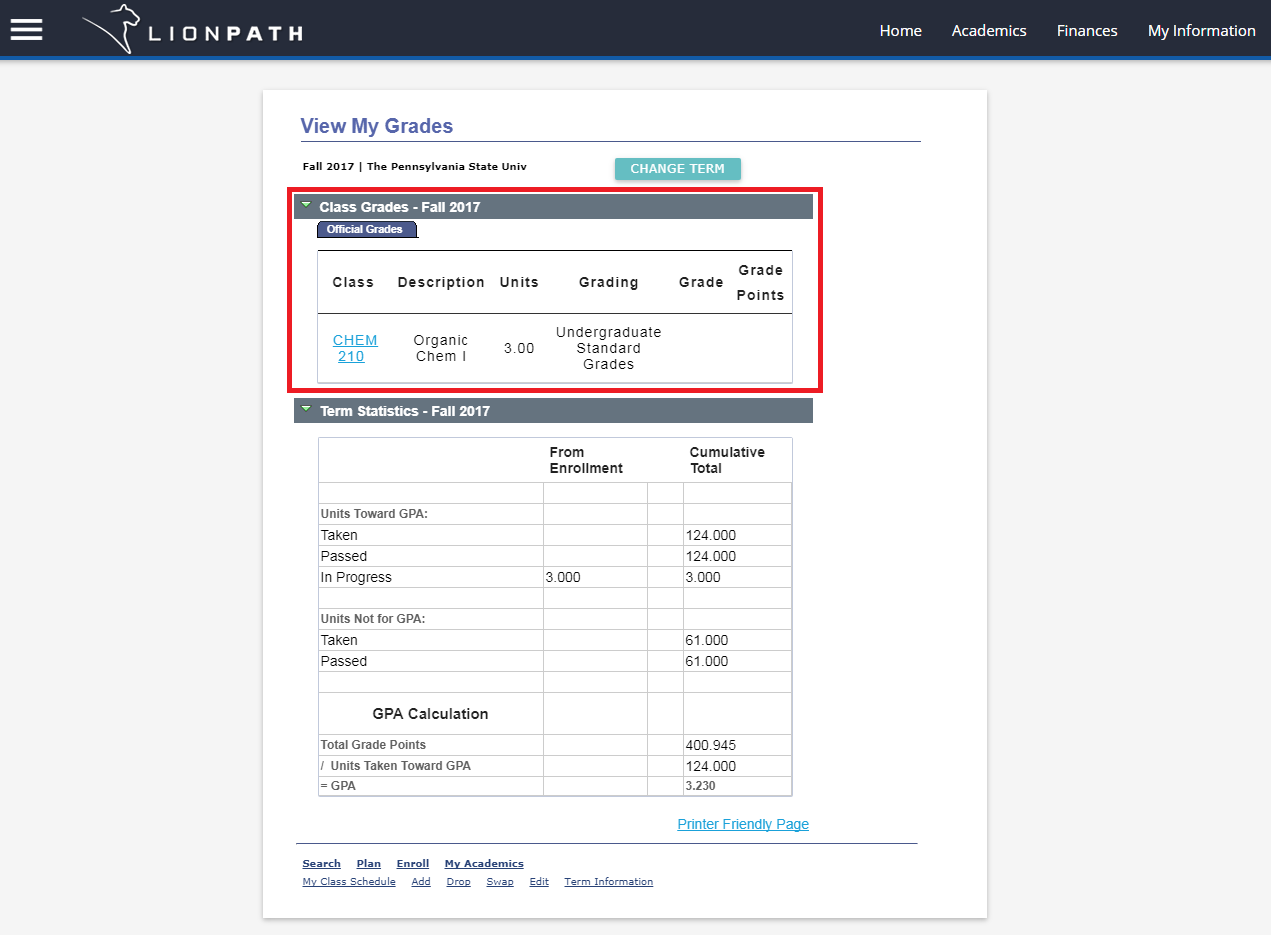 LIONPATH
Home Academics Finances My Information
View My Grades
Fall 2017 | The Pennsylvania State Univ
CHANGE TERM
Class Grades - Fall 2017
Official Grades
Class Description Units Grading Grade Grade Points
CHEM 210 Organic Chem I 3.00 Undergraduate Standard Grades
Term Statistics - Fall 2017
From Enrollment Cumulative Total
Units Toward GPA:
Taken 124.000
Passed 124.000
In Progress 3.000 3.000
Units Not for GPA:
Taken 61.000
Passed 61.000
GPA Calculation
Total Grade Points 400.945
/ Units Taken Toward GPA 124.000
= GPA 3.230
Printer Friendly Page
Search Plan Enroll My Academics
My Class Schedule Add Drop Swap Edit Term Information